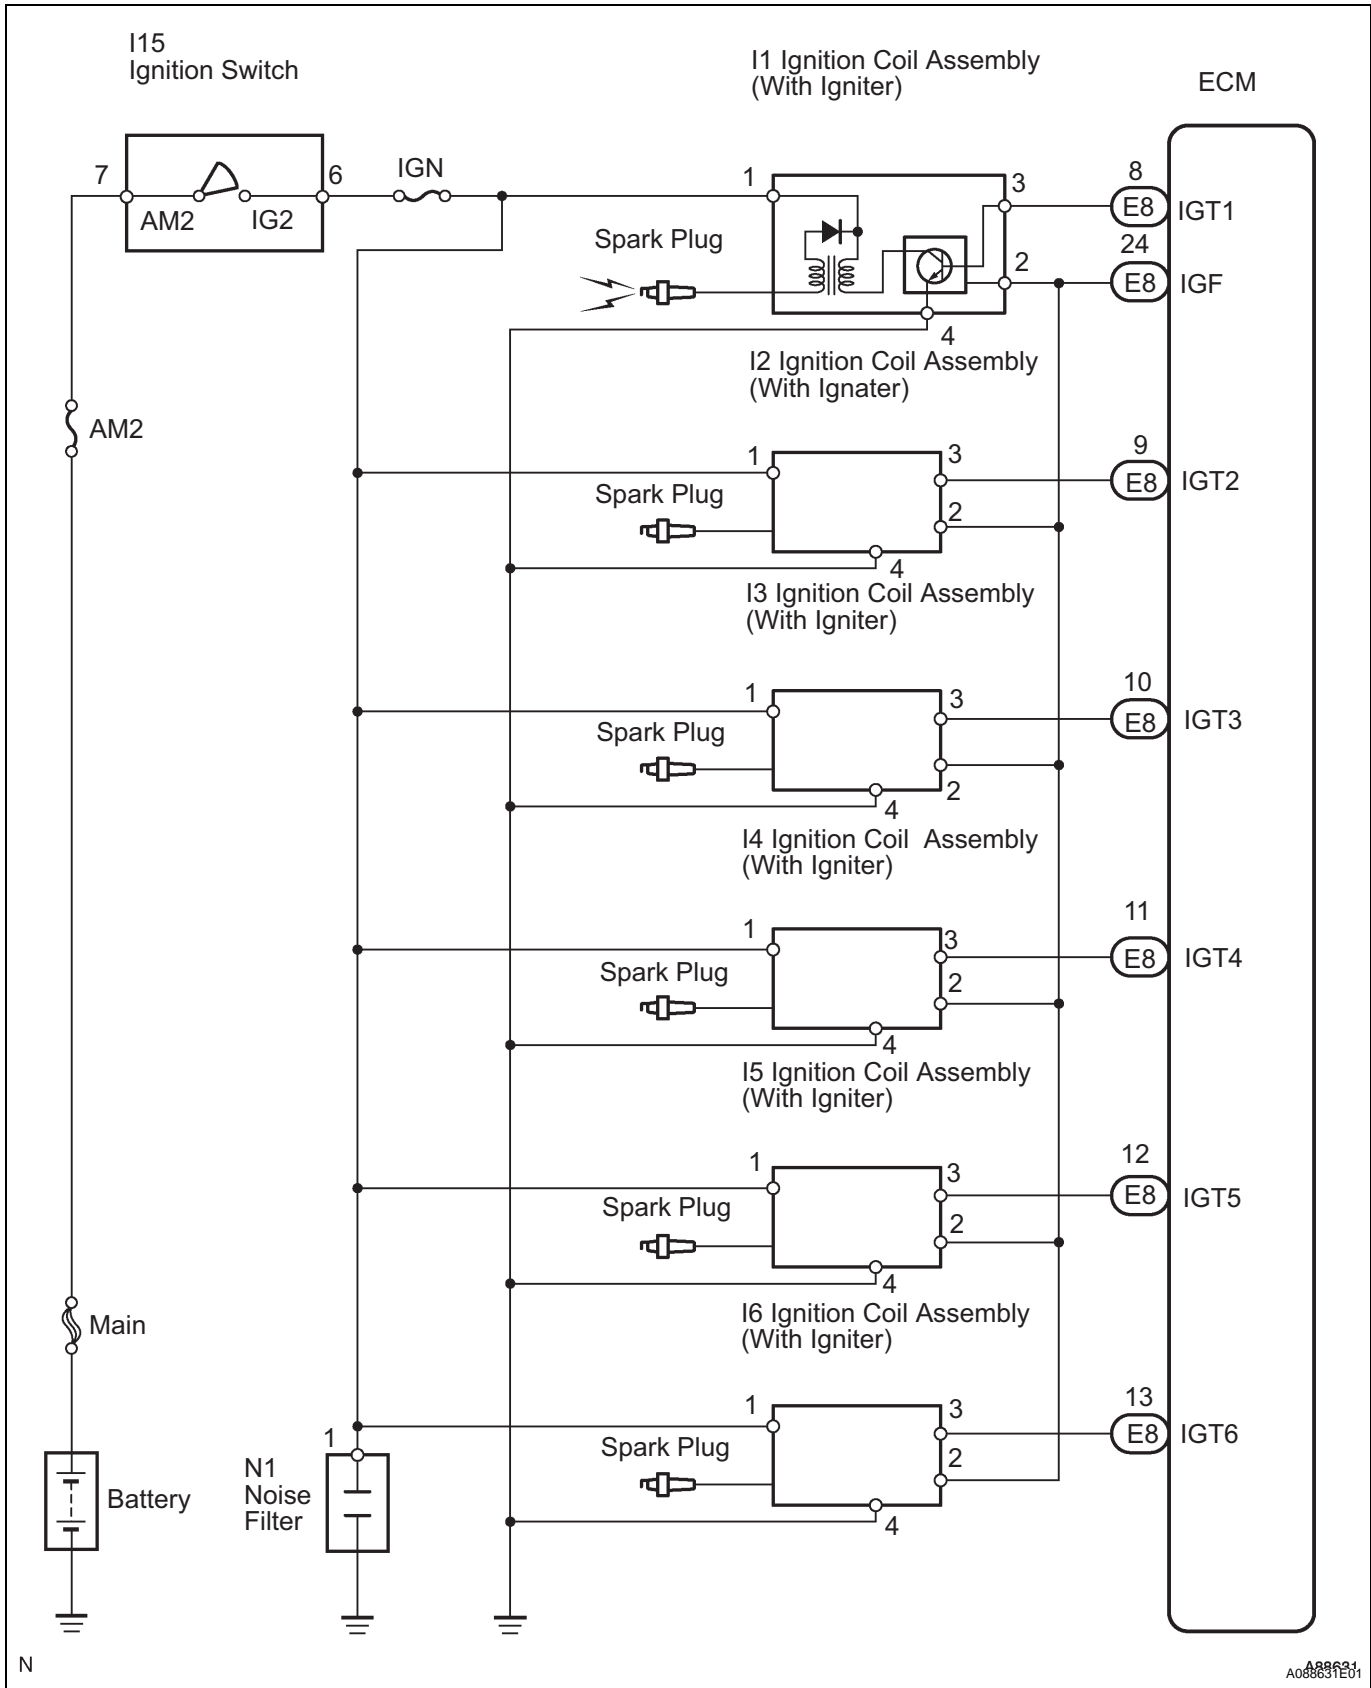 I15
Ignition Switch
I1 Ignition Coil Assembly
(With Igniter)
ECM
7
6
IGN
AM2
IG2
1
3
8
E8
IGT1
Spark Plug
2
24
E8
IGF
4
I2 Ignition Coil Assembly
(With Ignater)
AM2
1
3
9
E8
IGT2
Spark Plug
2
4
I3 Ignition Coil Assembly
(With Igniter)
1
3
10
E8
IGT3
Spark Plug
2
4
I4 Ignition Coil Assembly
(With Igniter)
1
3
11
E8
IGT4
Spark Plug
2
4
I5 Ignition Coil Assembly
(With Igniter)
1
3
12
E8
IGT5
Spark Plug
2
4
I6 Ignition Coil Assembly
(With Igniter)
Main
1
3
13
E8
IGT6
Spark Plug
2
4
1
N1
Noise
Filter
Battery
N
A88631
A088631E01